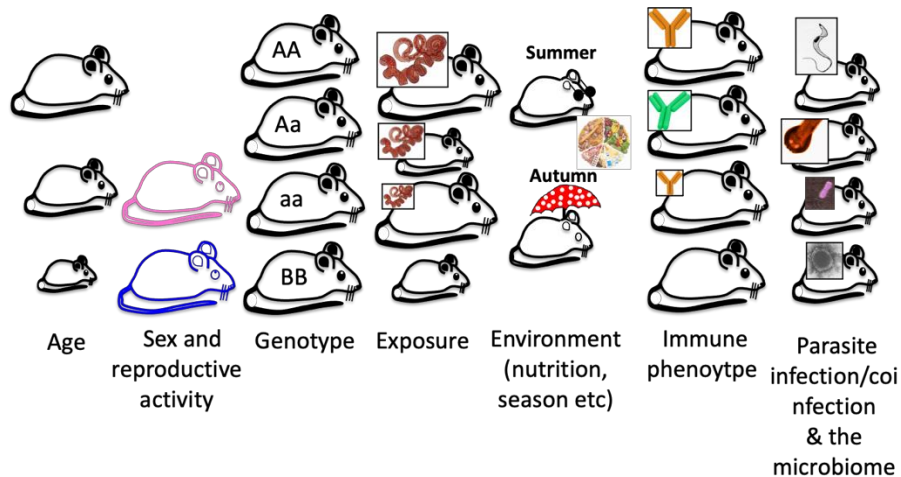 AA
Aa
aa
BB
Summer
Autumn
Age
Sex and
reproductive
activity
Genotype
Exposure
Environment
(nutrition,
season etc)
Immune
phenoytpe
Parasite
infection/coi
nfection
& the
microbiome